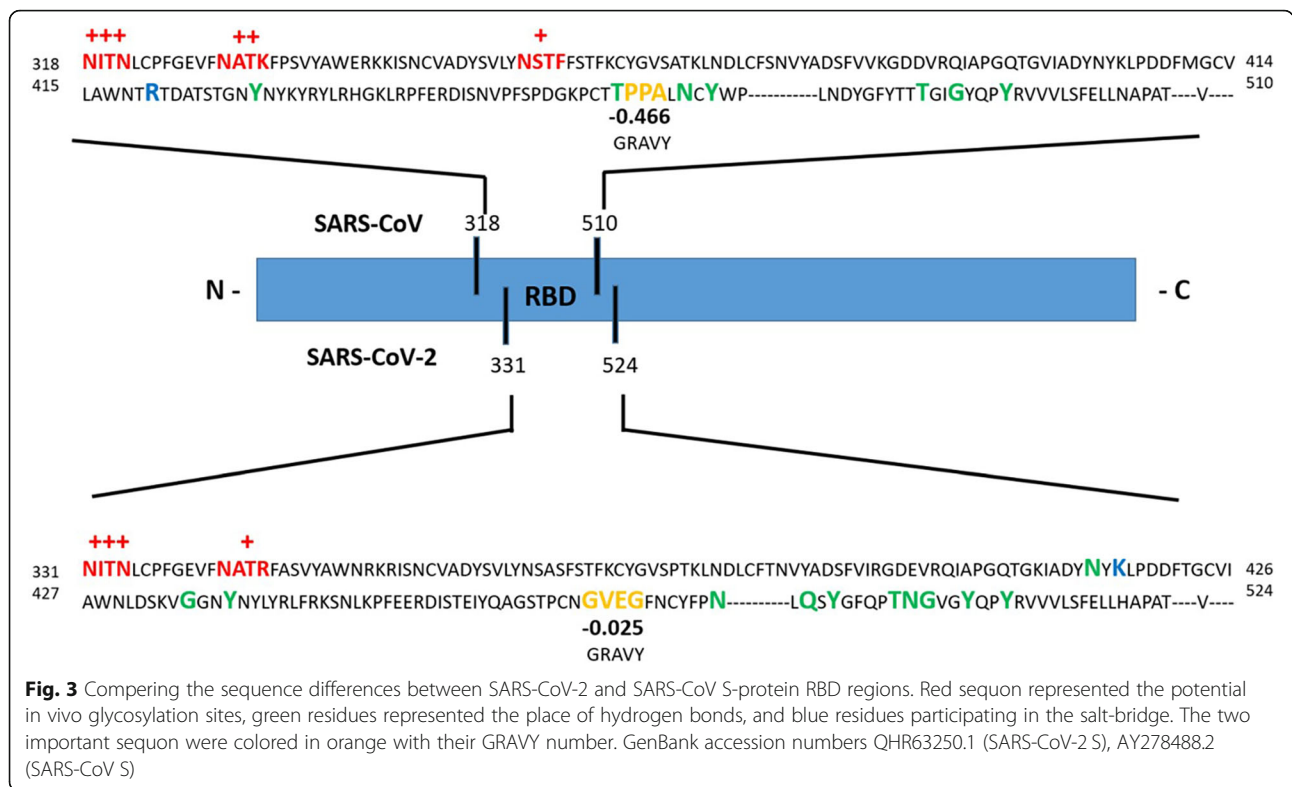 +++ ++ +
318 NITNLCPFGEVFNATKFPSVYAWERKKISNCVADYSVLYNSTFFSTFKCYGVSATKLNDLCFSNVYADSFVVKGDDVRQIAPGQTGVIADYNYKLPDDFMGCV 414
415 LAWNTRTDATSTGNYNYKYRYLRHGKLRPFERDISNVPFSPDGKPCTTPPALNCYWP-----------LNDYGFYTTTGIGYQPYRVVVLSFELLNAPAT----V---- 510
-0.466
GRAVY
SARS-CoV 318 510
N - RBD - C
SARS-CoV-2 331 524
+++ +
331 NITNLCPFGEVFNATRFASVYAWNRKRISNCVADYSVLYNSASFSTFKCYGVSPTKLNDLCFTNVYADSFVIRGDEVRQIAPGQTGKIADYNYKLPDDFTGCVI 426
427 AWNLDSKVGGNYNYLYRLFRKSNLKPFEERDISTEIYQAGSTPCNGVEGFNCYFPN----------LQSYGFQPTNGVGYQPYRVVVLSFELLHAPAT----V---- 524
-0.025
GRAVY
Fig. 3 Compering the sequence differences between SARS-CoV-2 and SARS-CoV S-protein RBD regions. Red sequon represented the potential
in vivo glycosylation sites, green residues represented the place of hydrogen bonds, and blue residues participating in the salt-bridge. The two
important sequon were colored in orange with their GRAVY number. GenBank accession numbers QHR63250.1 (SARS-CoV-2 S), AY278488.2
(SARS-CoV S)